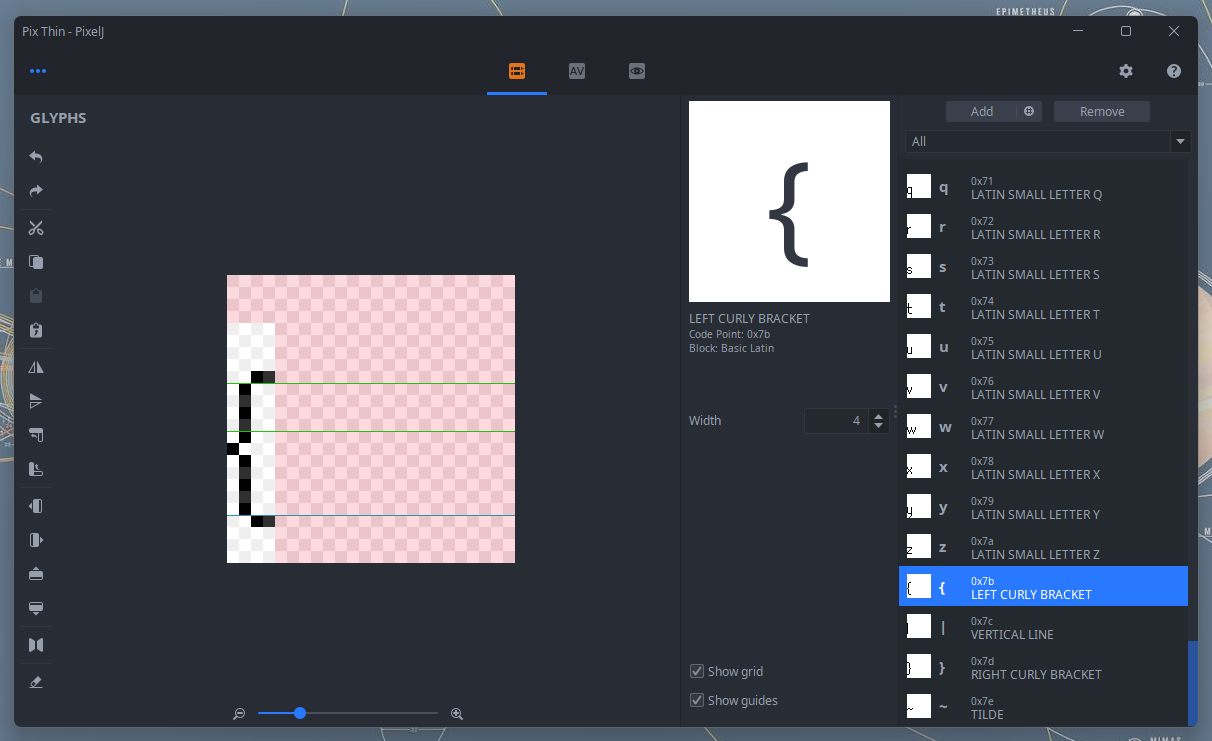 EPIMETHEUS
Pix Thin - PixelJ
AV
GLYPHS
Add
Remove
All
{
LEFT CURLY BRACKET
Code Point: 0x7b
Block: Basic Latin
Width
4
Show grid
Show guides
q q 0x71
LATIN SMALL LETTER Q
r r 0x72
LATIN SMALL LETTER R
s s 0x73
LATIN SMALL LETTER S
t t 0x74
LATIN SMALL LETTER T
u u 0x75
LATIN SMALL LETTER U
v v 0x76
LATIN SMALL LETTER V
w w 0x77
LATIN SMALL LETTER W
x x 0x78
LATIN SMALL LETTER X
y y 0x79
LATIN SMALL LETTER Y
z z 0x7a
LATIN SMALL LETTER Z
{ { 0x7b
LEFT CURLY BRACKET
| | 0x7c
VERTICAL LINE
} } 0x7d
RIGHT CURLY BRACKET
~ ~ 0x7e
TILDE
MIMAS